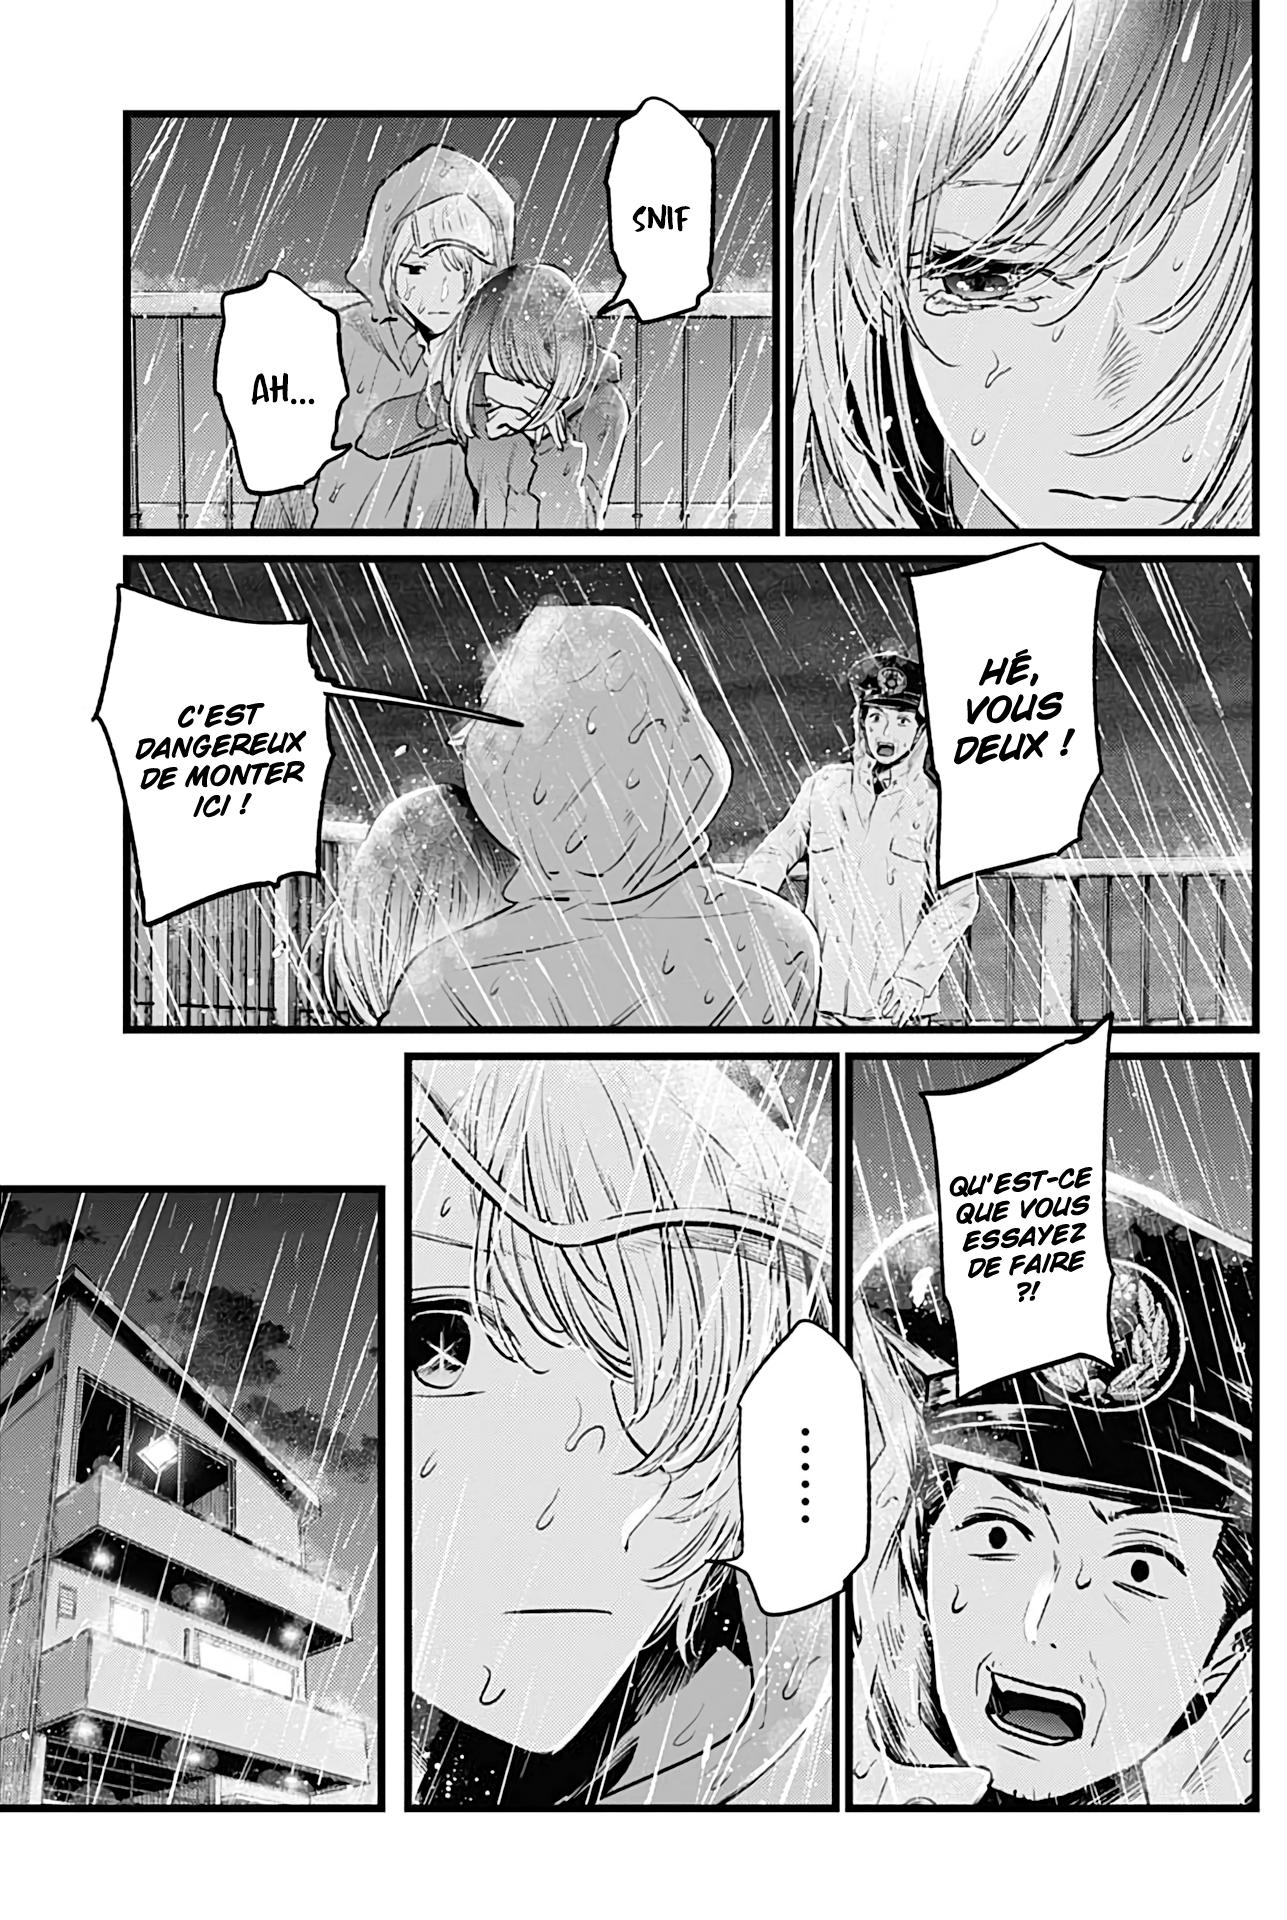 SNIF
AH...
HÉ,
VOUS
DEUX !
C'EST
DANGEREUX
DE MONTER
ICI !
QU'EST-CE
QUE VOUS
ESSAYEZ
DE FAIRE
?!
........